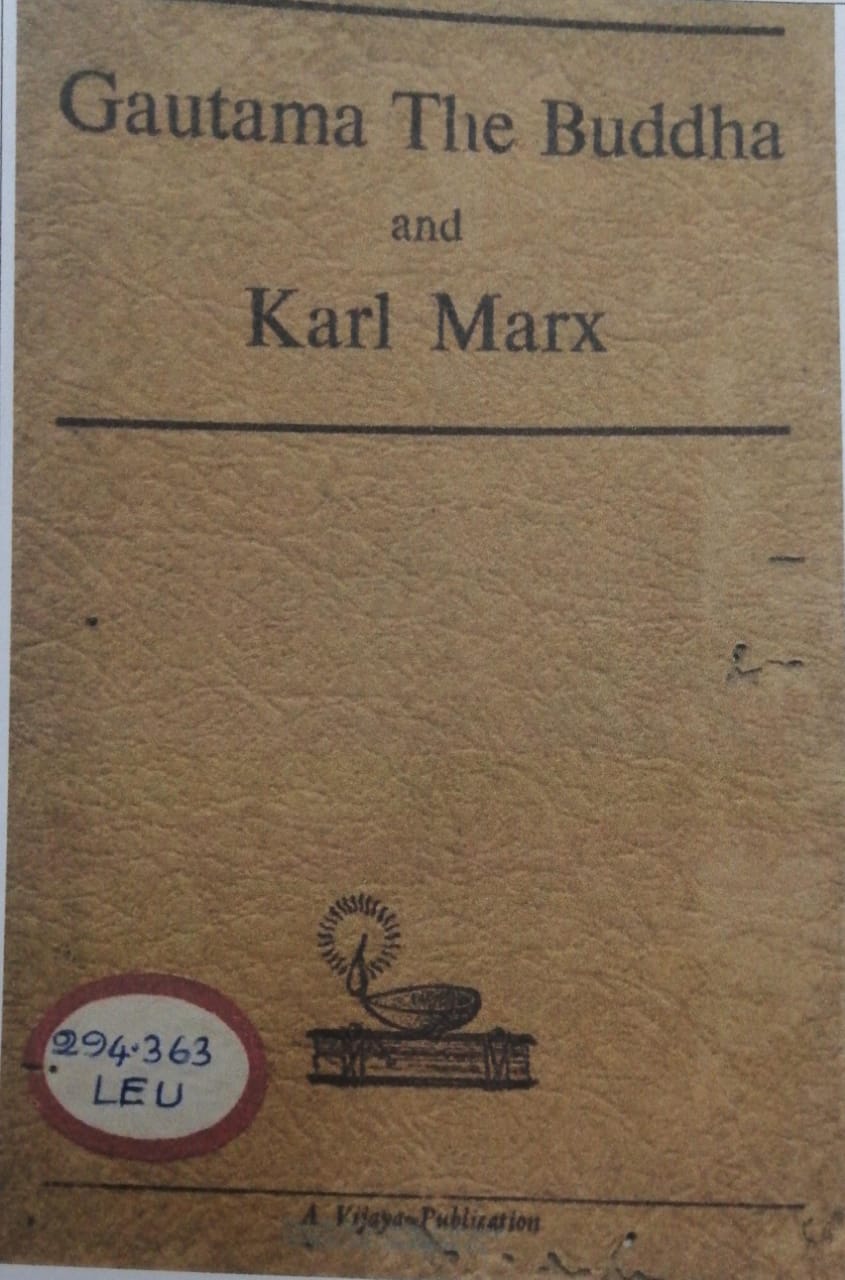 Gautama The Buddha
and
Karl Marx
294.363
LEU
A Vijaya-Publication